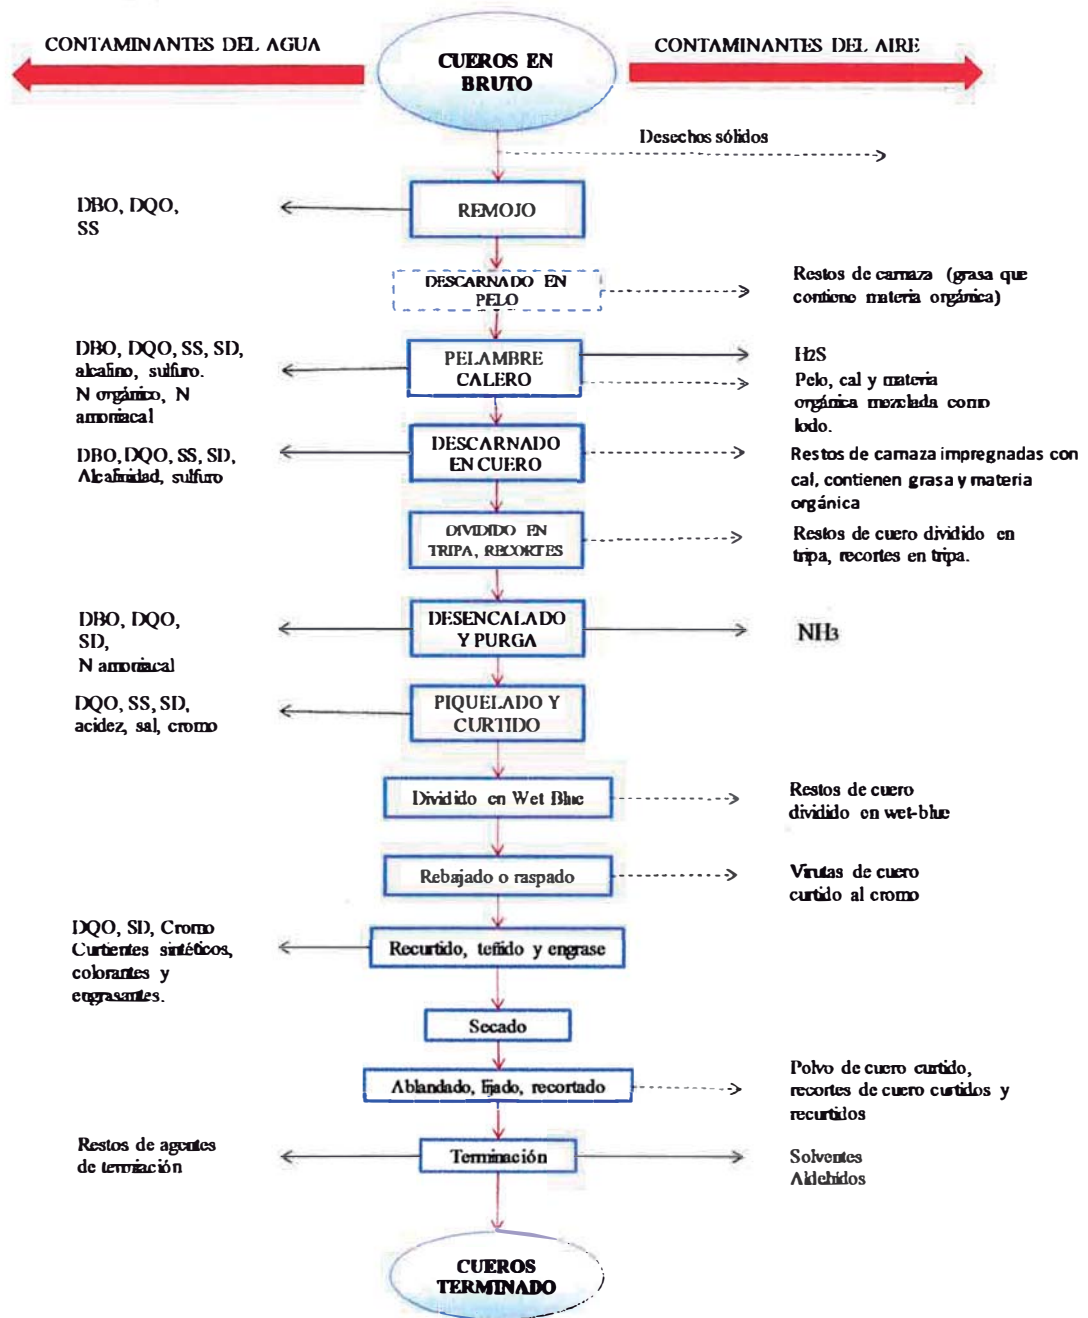 CONTAMINANTES DEL AGUA
CUEROS EN
BRUTO
CONTAMINANTES DEL AIRE
Desechos sólidos
DBO, DQO,
SS
REMOJO
DESCARNADO EN
PELO
Restos de carnaza (grasa que
contiene materia orgánica)
DBO, DQO, SS, SD,
alcalino, sulfuro.
N orgánico, N
amoniacal
PELAMBRE
CALERO
H2S
Pelo, cal y materia
orgánica mezclada como
lodo.
DBO, DQO, SS, SD,
Alcalinidad, sulfuro
DESCARNADO
EN CUERO
Restos de carnaza impregnadas con
cal, contienen grasa y materia
orgánica
DIVIDIDO EN
TRIPA, RECORTES
Restos de cuero dividido en
tripa, recortes en tripa.
DBO, DQO,
SD,
N amoniacal
DESENCALADO
Y PURGA
NH3
DQO, SS, SD,
acidez, sal, cromo
PIQUELADO Y
CURTIDO
Dividido en Wet Blue
Restos de cuero
dividido en wet-blue
Rebajado o raspado
Virutas de cuero
curtido al cromo
DQO, SD, Cromo
Curtientes sintéticos,
colorantes y
engrasantes.
Recurtido, teñido y engrase
Secado
Ablandado, lijado, recortado
Polvo de cuero curtido,
recortes de cuero curtidos y
recurtidos
Restos de agentes
de terminación
Terminación
Solventes
Aldehídos
CUEROS
TERMINADO